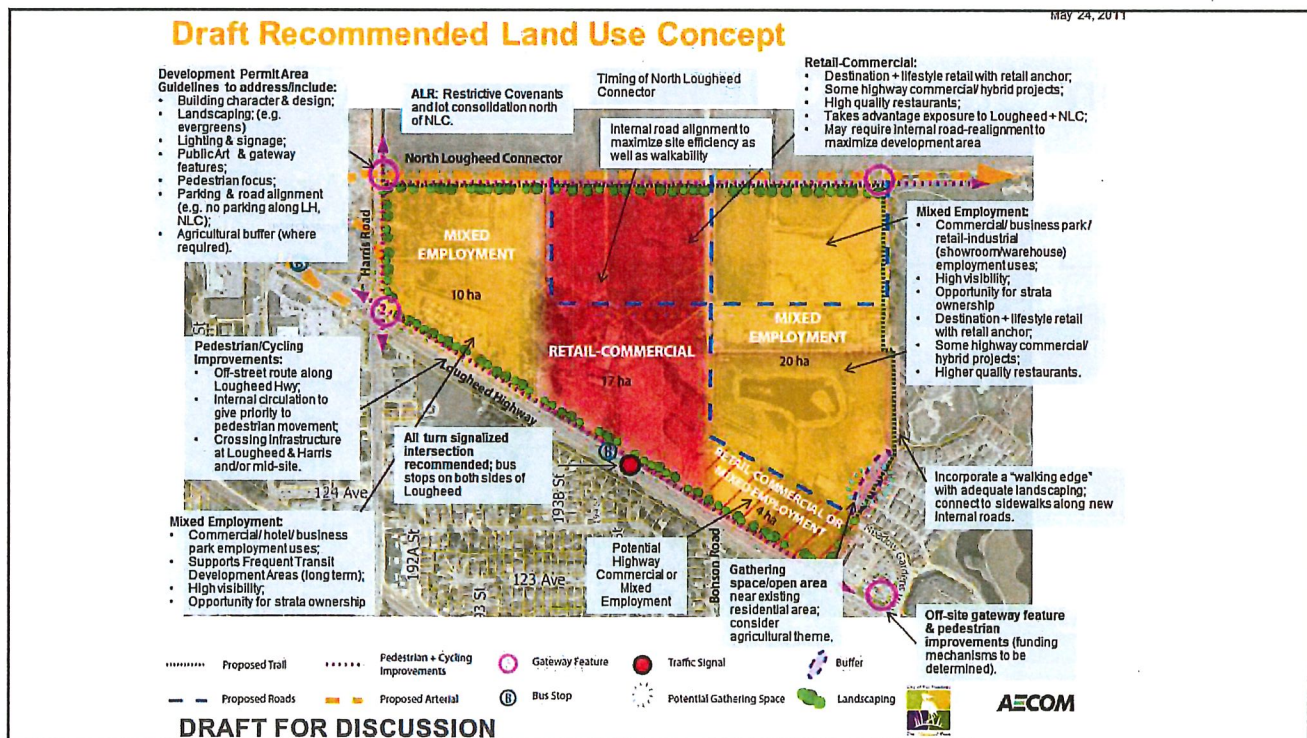 May 24, 2011
Draft Recommended Land Use Concept
Development Permit Area
Guidelines to address/include:
• Building character & design;
• Landscaping; (e.g.
evergreens)
• Lighting & signage;
• Public Art & gateway
features;
• Pedestrian focus;
• Parking & road alignment
(e.g. no parking along LH,
NLC);
• Agricultural buffer (where
required).
ALR: Restrictive Covenants
and lot consolidation north
of NLC.
Timing of North Lougheed
Connector
Internal road alignment to
maximize site efficiency as
well as walkability
Retail-Commercial:
• Destination + lifestyle retail with retail anchor;
• Some highway commercial/hybrid projects;
• High quality restaurants;
• Takes advantage exposure to Lougheed + NLC;
• May require internal road-realignment to
maximize development area
North Lougheed Connector
Harris Road
MIXED
EMPLOYMENT
10 ha
RETAIL-COMMERCIAL
17 ha
MIXED
EMPLOYMENT
20 ha
Mixed Employment:
• Commercial/ business park/
retail-industrial
(showroom/warehouse)
employment uses;
• High visibility;
• Opportunity for strata
ownership
• Destination + lifestyle retail
with retail anchor;
• Some highway commercial/
hybrid projects;
• Higher quality restaurants.
B
Pedestrian/Cycling
Improvements:
• Off-street route along
Lougheed Hwy;
• Internal circulation to
give priority to
pedestrian movement;
• Crossing Infrastructure
at Lougheed & Harris
and/or mid-site.
Lougheed Highway
All turn signalized
intersection
recommended; bus
stops on both sides of
Lougheed
B
RETAIL-COMMERCIAL OR
MIXED EMPLOYMENT
4 ha
Incorporate a "walking edge"
with adequate landscaping;
connect to sidewalks along new
internal roads.
124 Ave
193B St
192A St
123 Ave
93 St
Bonson Road
Mixed Employment:
• Commercial/ hotel/ business
park employment uses;
• Supports Frequent Transit
Development Areas (long term);
• High visibility;
• Opportunity for strata ownership
Potential
Highway
Commercial or
Mixed
Employment
Gathering
space/open area
near existing
residential area;
consider
agricultural theme.
Off-site gateway feature
& pedestrian
improvements (funding
mechanisms to be
determined).
Proposed Trail
Pedestrian + Cycling
Improvements
Gateway Feature
Traffic Signal
Buffer
Proposed Roads
Proposed Arterial
B Bus Stop
Potential Gathering Space
Landscaping
AECOM
DRAFT FOR DISCUSSION